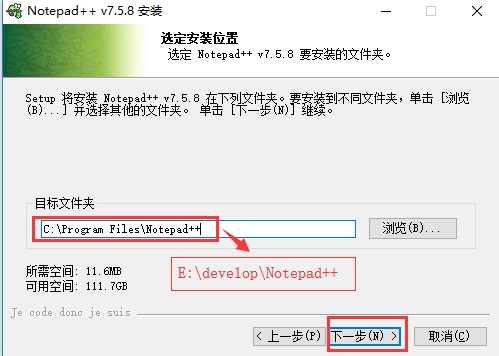 Notepad++ v7.5.8 安装
选定安装位置
选定 Notepad++ v7.5.8 要安装的文件夹。
Setup 将安装 Notepad++ v7.5.8 在下列文件夹。要安装到不同文件夹，单击 [浏览
(B)...] 并选择其他的文件夹。 单击 [下一步(N)] 继续。
目标文件夹
C:\Program Files\Notepad++
浏览(B)...
E:\develop\Notepad++
所需空间: 11.6MB
可用空间: 111.7GB
Je code donc je suis
< 上一步(P)
下一步(N) >
取消(C)